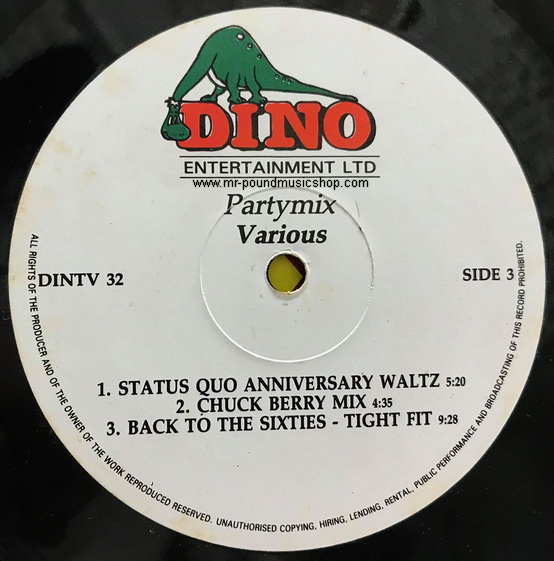 DINO
ENTERTAINMENT LTD
www.mr-poundmusicshop.com
Partymix
Various
DINTV 32
SIDE 3
1. STATUS QUO ANNIVERSARY WALTZ 5:20
2. CHUCK BERRY MIX 4:35
3. BACK TO THE SIXTIES - TIGHT FIT 9:28
ALL RIGHTS OF THE PRODUCER AND OF THE OWNER OF THE WORK REPRODUCED RESERVED. UNAUTHORISED COPYING, HIRING, LENDING, RENTAL, PUBLIC PERFORMANCE AND BROADCASTING OF THIS RECORD PROHIBITED.